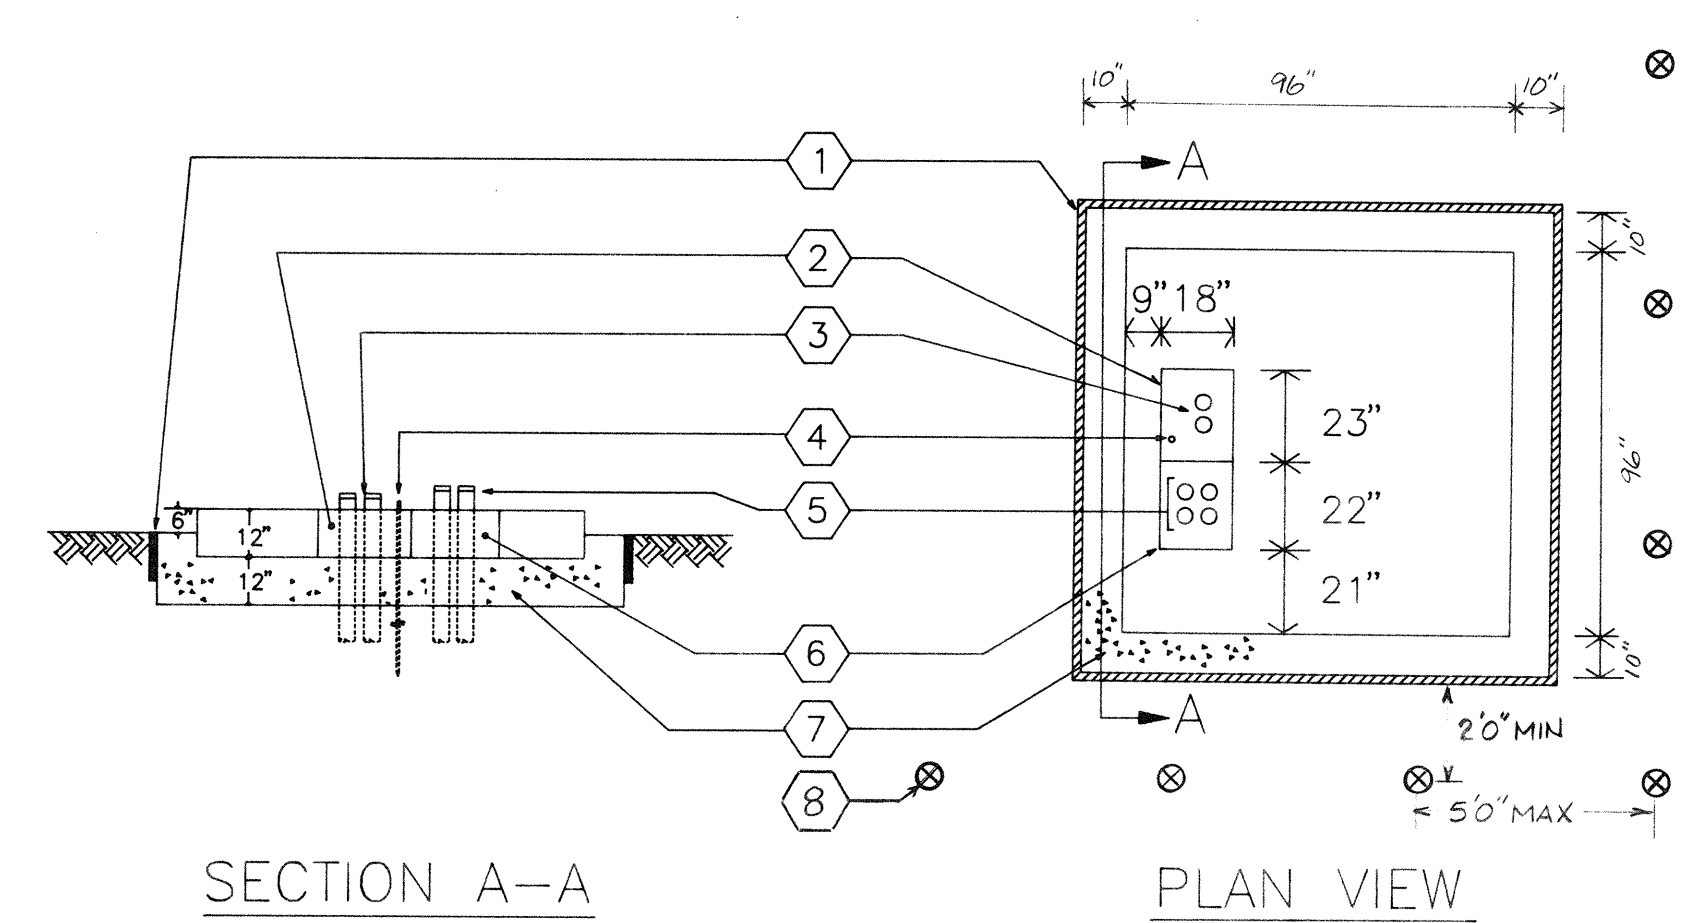 10" 96" 10"
1
A
2
10"
9" 18"
3
4
23"
96"
5
6"
12"
22"
12"
21"
6
10"
7
A
2'0" MIN
8
5'0" MAX
SECTION A-A
PLAN VIEW